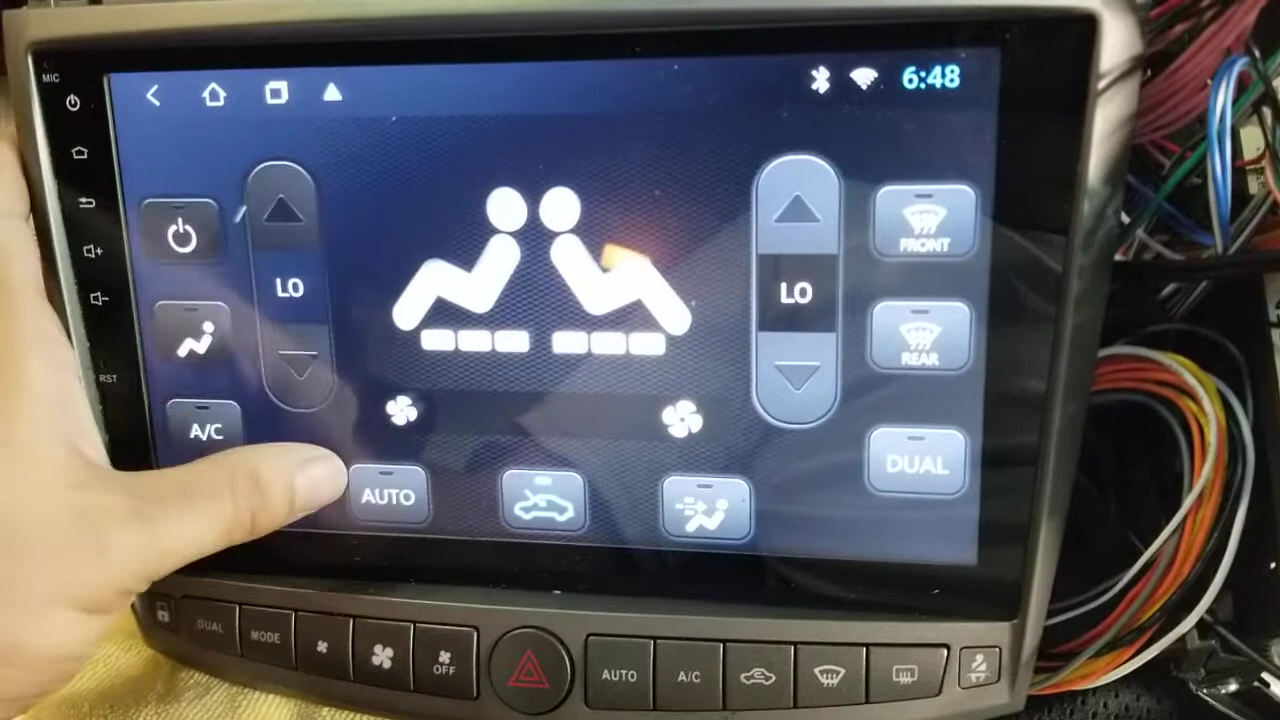 MIC
6:48
LO
LO
FRONT
REAR
RST
A/C
AUTO
DUAL
DUAL
MODE
OFF
AUTO
A/C